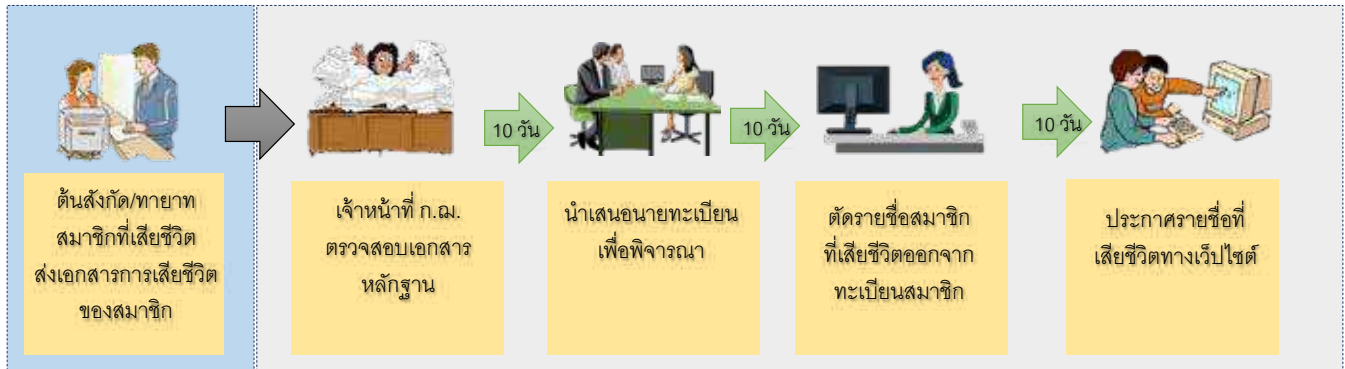 10 วัน
10 วัน
10 วัน
ต้นสังกัด/ทายาท
สมาชิกที่เสียชีวิต
ส่งเอกสารการเสียชีวิต
ของสมาชิก
เจ้าหน้าที่ ก.ฌ.
ตรวจสอบเอกสาร
หลักฐาน
นำเสนอนายทะเบียน
เพื่อพิจารณา
ตัดรายชื่อสมาชิก
ที่เสียชีวิตออกจาก
ทะเบียนสมาชิก
ประกาศรายชื่อที่
เสียชีวิตทางเว็ปไซต์